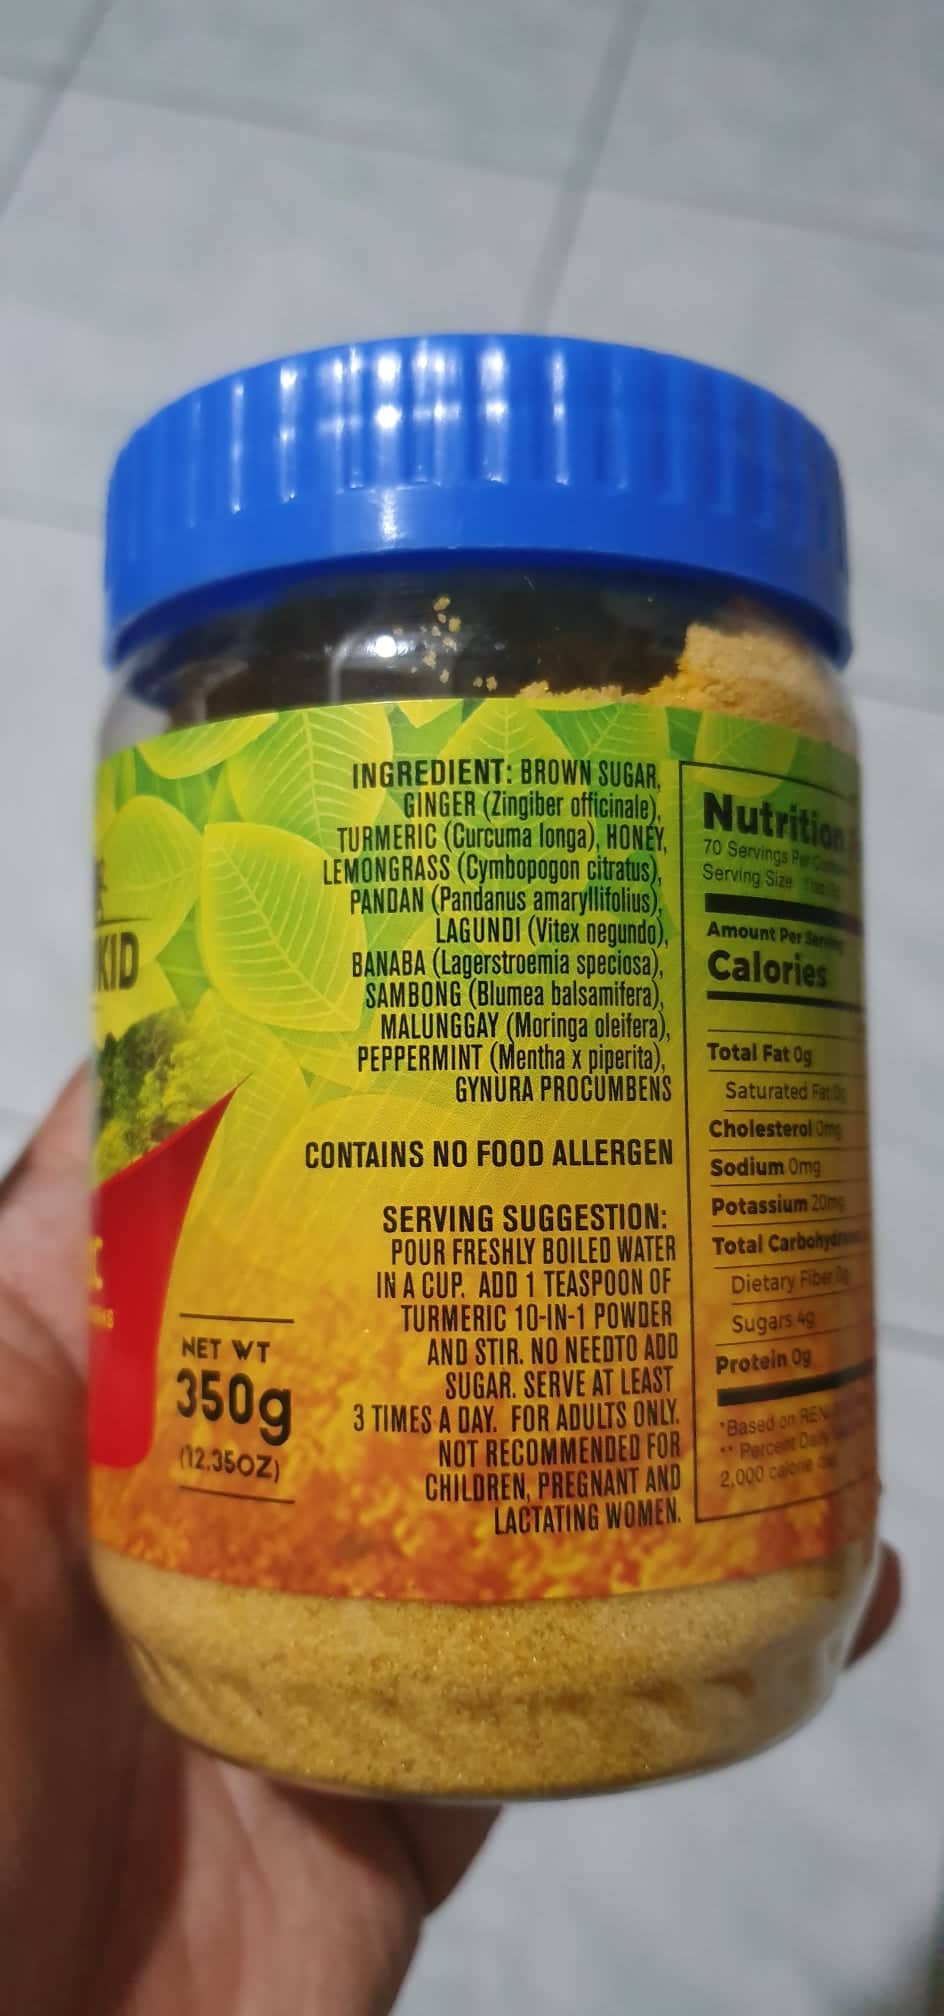 KID
NET WT
350g
(12.35OZ)
INGREDIENT: BROWN SUGAR,
GINGER (Zingiber officinale),
TURMERIC (Curcuma longa), HONEY,
LEMONGRASS (Cymbopogon citratus),
PANDAN (Pandanus amaryllifolius),
LAGUNDI (Vitex negundo),
BANABA (Lagerstroemia speciosa),
SAMBONG (Blumea balsamifera),
MALUNGGAY (Moringa oleifera),
PEPPERMINT (Mentha x piperita),
GYNURA PROCUMBENS
CONTAINS NO FOOD ALLERGEN
SERVING SUGGESTION:
POUR FRESHLY BOILED WATER
IN A CUP. ADD 1 TEASPOON OF
TURMERIC 10-IN-1 POWDER
AND STIR. NO NEEDTO ADD
SUGAR. SERVE AT LEAST
3 TIMES A DAY. FOR ADULTS ONLY.
NOT RECOMMENDED FOR
CHILDREN, PREGNANT AND
LACTATING WOMEN.
Nutrition
70 Servings Per
Serving Size
Amount Per Serving
Calories
Total Fat 0g
Saturated Fat 0g
Cholesterol 0mg
Sodium 0mg
Potassium 20mg
Total Carbohydrate
Dietary Fiber 0g
Sugars 4g
Protein 0g
*Based on
** Percent Daily
2,000 calorie